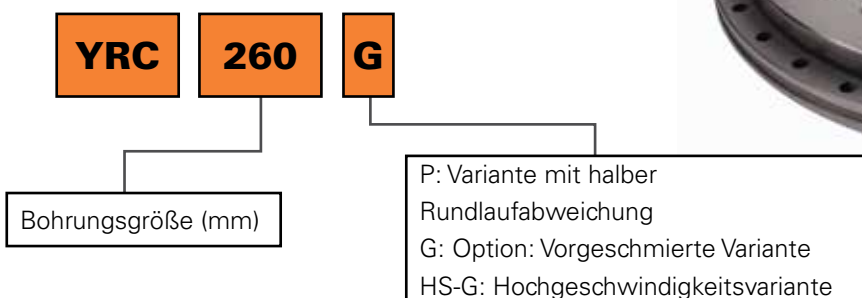 YRC 260 G
Bohrungsgröße (mm)
P: Variante mit halber
Rundlaufabweichung
G: Option: Vorgeschmierte Variante
HS-G: Hochgeschwindigkeitsvariante